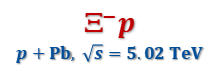 Ξ⁻p
p + Pb, √s = 5.02 TeV